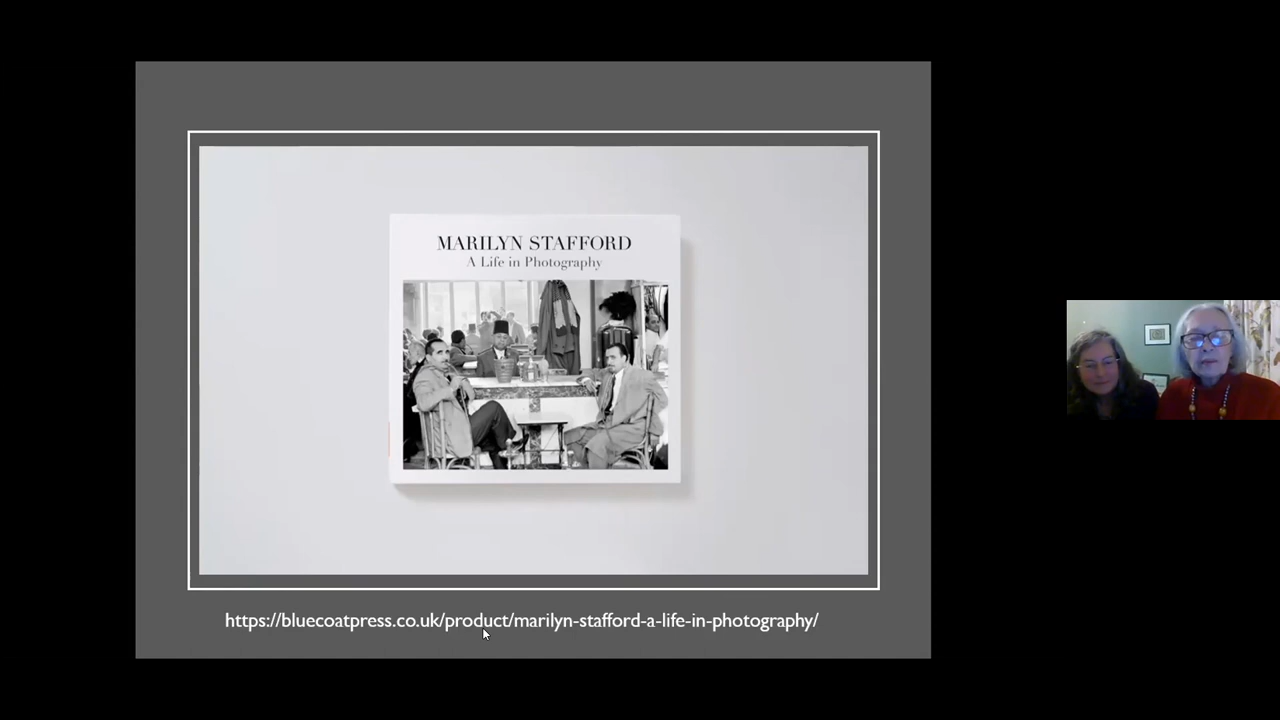 MARILYN STAFFORD
A Life in Photography
https://bluecoatpress.co.uk/product/marilyn-stafford-a-life-in-photography/